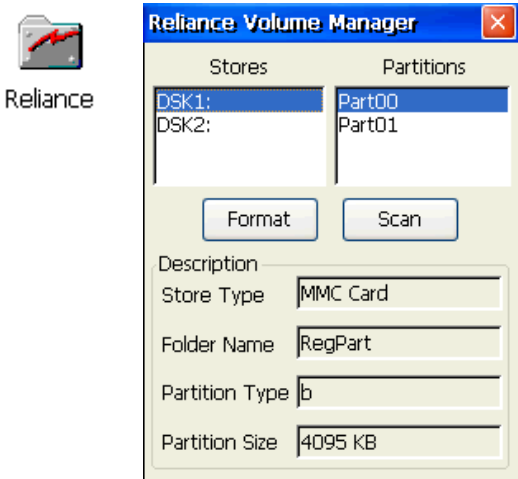 Reliance
Reliance Volume Manager
Stores Partitions
DSK1: Part00
DSK2: Part01
Format Scan
Description
Store Type MMC Card
Folder Name RegPart
Partition Type b
Partition Size 4095 KB